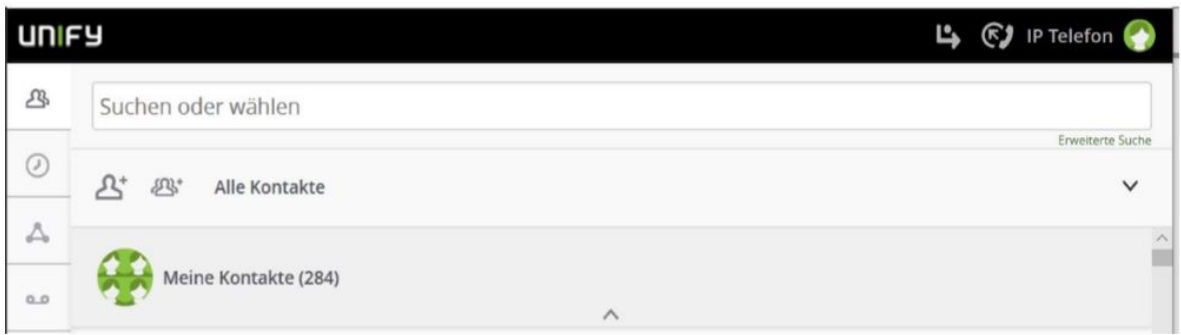 UNIFY
IP Telefon
Suchen oder wählen
Erweiterte Suche
Alle Kontakte
Meine Kontakte (284)